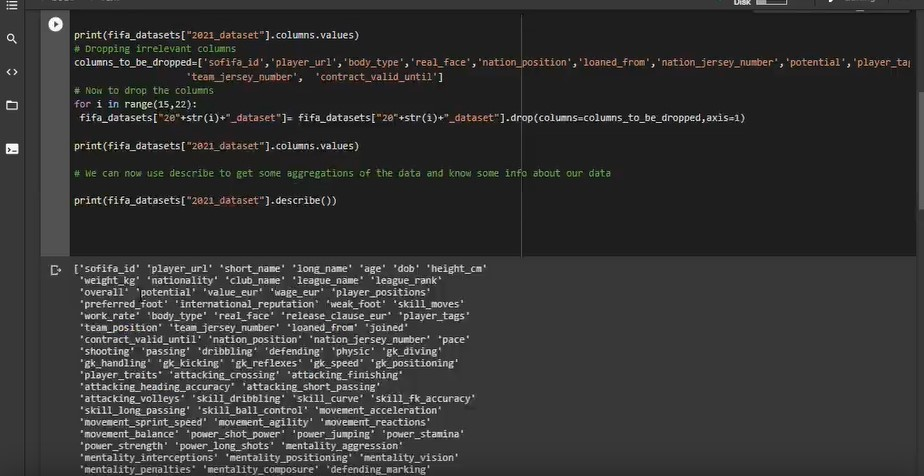 Disk
print(fifa_datasets["2021_dataset"].columns.values)
# Dropping irrelevant columns
columns_to_be_dropped=['sofifa_id','player_url','body_type','real_face','nation_position','loaned_from','nation_jersey_number','potential','player_tag
'team_jersey_number', 'contract_valid_until']
# Now to drop the columns
for i in range(15,22):
fifa_datasets["20"+str(i)+"_dataset"]= fifa_datasets["20"+str(i)+"_dataset"].drop(columns=columns_to_be_dropped,axis=1)
print(fifa_datasets["2021_dataset"].columns.values)
# We can now use describe to get some aggregations of the data and know some info about our data
print(fifa_datasets["2021_dataset"].describe())
['sofifa_id' 'player_url' 'short_name' 'long_name' 'age' 'dob' 'height_cm'
'weight_kg' 'nationality' 'club_name' 'league_name' 'league_rank'
'overall' 'potential' 'value_eur' 'wage_eur' 'player_positions'
'preferred_foot' 'international_reputation' 'weak_foot' 'skill_moves'
'work_rate' 'body_type' 'real_face' 'release_clause_eur' 'player_tags'
'team_position' 'team_jersey_number' 'loaned_from' 'joined'
'contract_valid_until' 'nation_position' 'nation_jersey_number' 'pace'
'shooting' 'passing' 'dribbling' 'defending' 'physic' 'gk_diving'
'gk_handling' 'gk_kicking' 'gk_reflexes' 'gk_speed' 'gk_positioning'
'player_traits' 'attacking_crossing' 'attacking_finishing'
'attacking_heading_accuracy' 'attacking_short_passing'
'attacking_volleys' 'skill_dribbling' 'skill_curve' 'skill_fk_accuracy'
'skill_long_passing' 'skill_ball_control' 'movement_acceleration'
'movement_sprint_speed' 'movement_agility' 'movement_reactions'
'movement_balance' 'power_shot_power' 'power_jumping' 'power_stamina'
'power_strength' 'power_long_shots' 'mentality_aggression'
'mentality_interceptions' 'mentality_positioning' 'mentality_vision'
'mentality_penalties' 'mentality_composure' 'defending_marking'